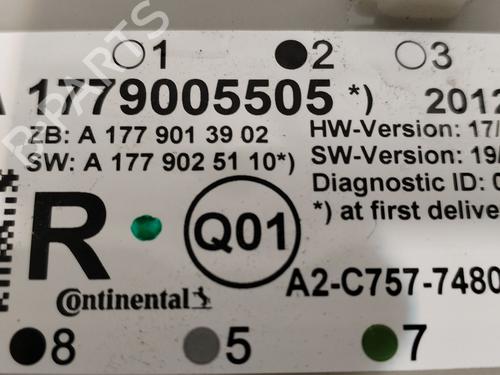 1 2 3
A 1779005505 *) 2012
ZB: A 177 901 39 02 HW-Version: 17/
SW: A 177 902 51 10*) SW-Version: 19/
Diagnostic ID: 0
R Q01 *) at first delive
Continental A2-C757-7480
8 5 7